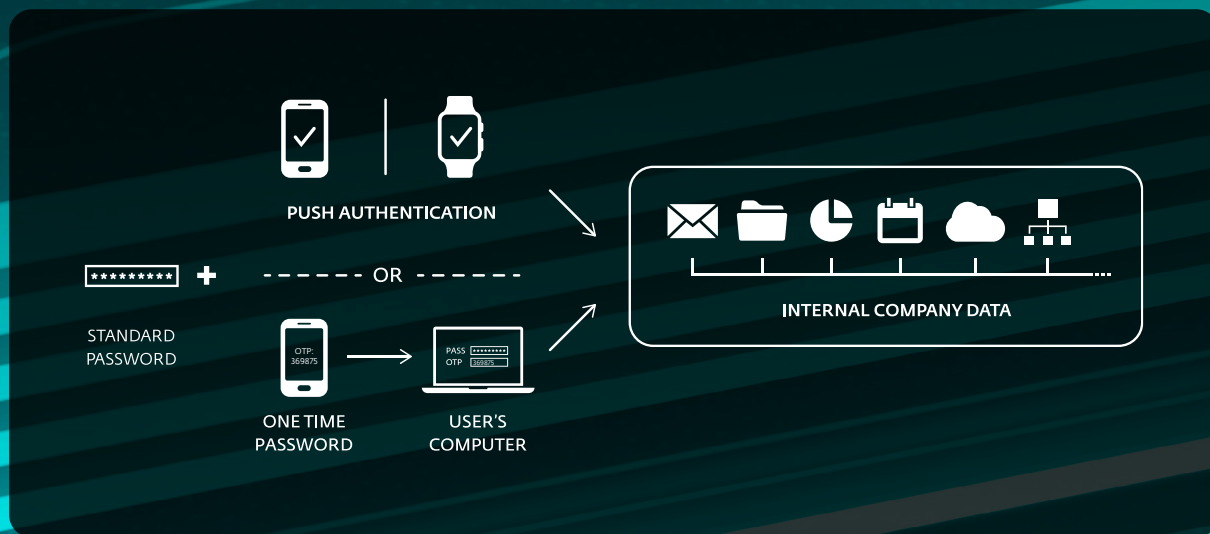 PUSH AUTHENTICATION
*********
+
OR
STANDARD
PASSWORD
OTP:
369875
PASS *********
OTP 369875
ONE TIME
PASSWORD
USER'S
COMPUTER
INTERNAL COMPANY DATA